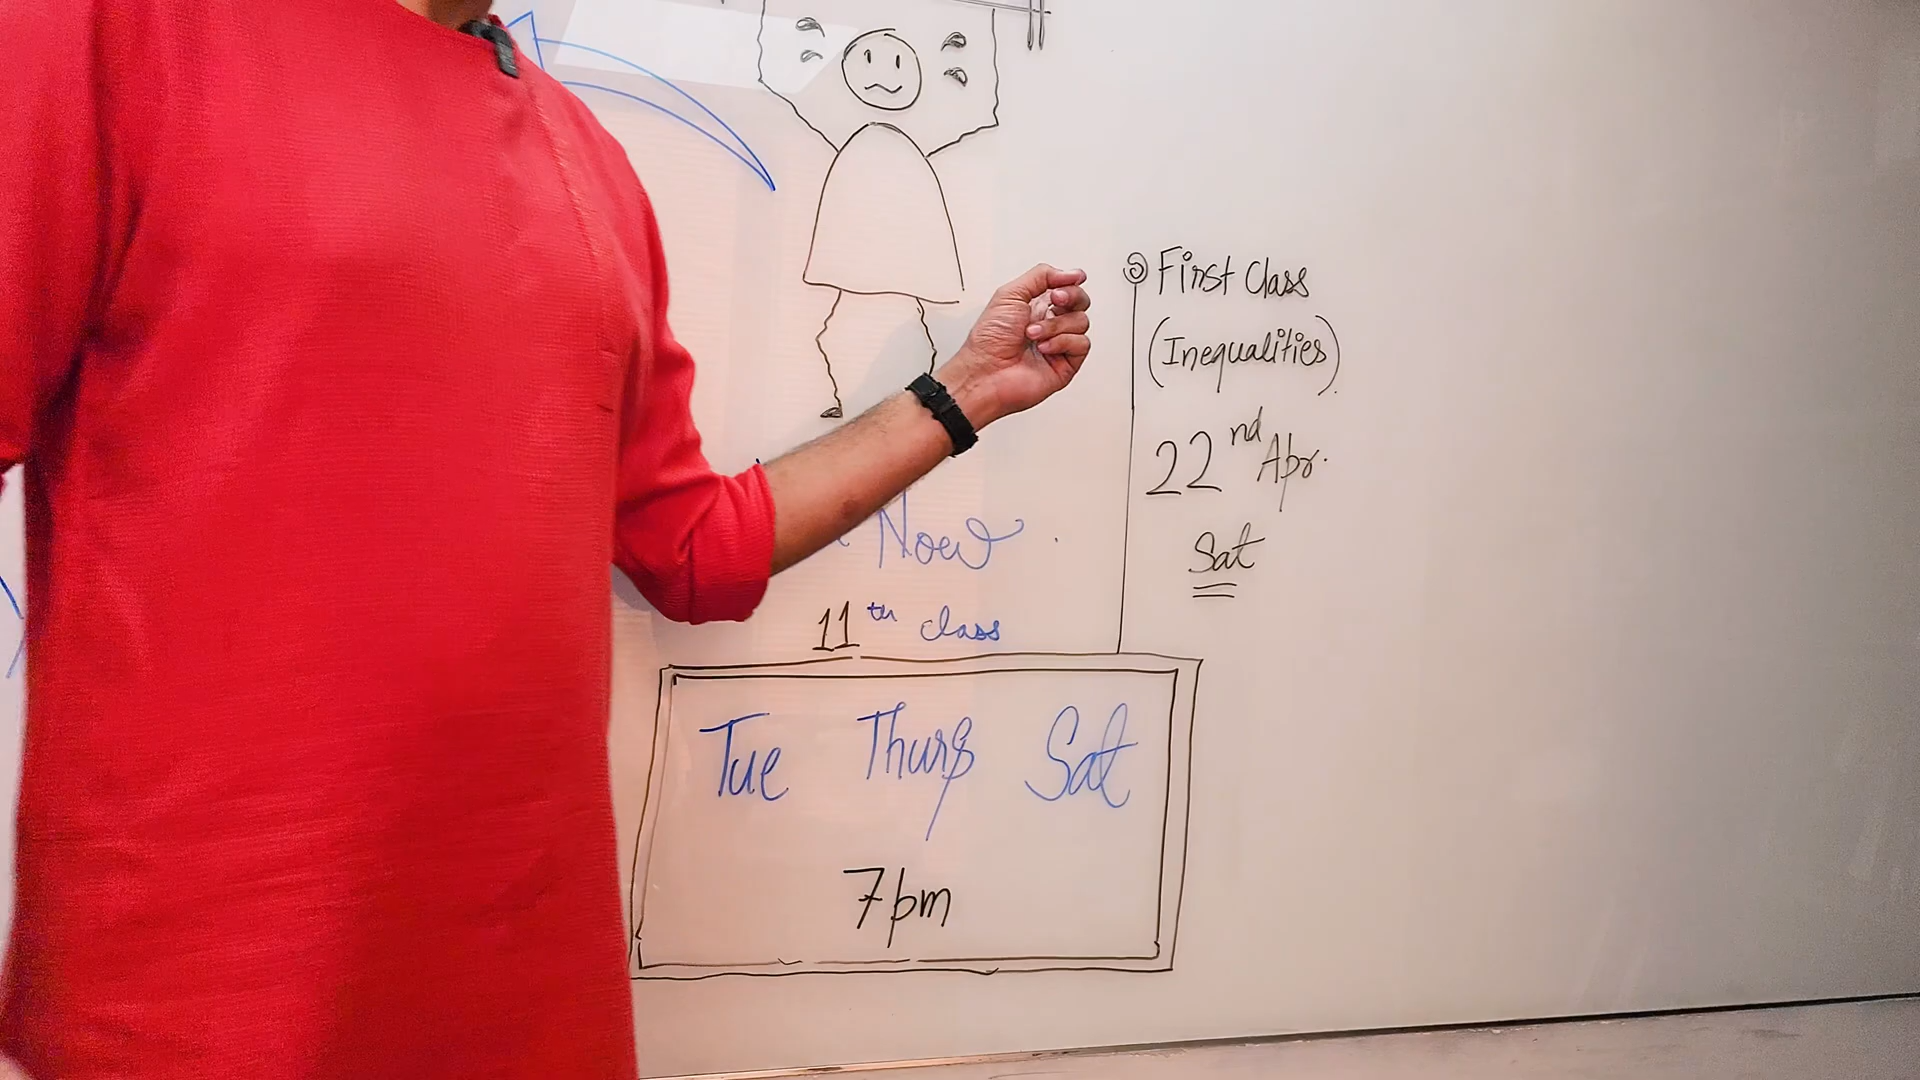 First Class
(Inequalities)
22nd Apr.
Sat
Now
11th class
Tue Thurs Sat
7pm